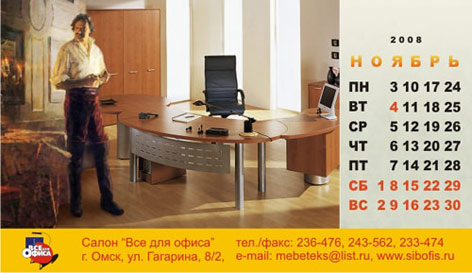 2008
НОЯБРЬ
ПН 3 10 17 24
ВТ 4 11 18 25
СР 5 12 19 26
ЧТ 6 13 20 27
ПТ 7 14 21 28
СБ 1 8 15 22 29
ВС 2 9 16 23 30
ВСЕ ДЛЯ
ОФИСА
Салон "Все для офиса" тел./факс: 236-476, 243-562, 233-474
г. Омск, ул. Гагарина, 8/2, e-mail: mebeteks@list.ru, www.sibofis.ru